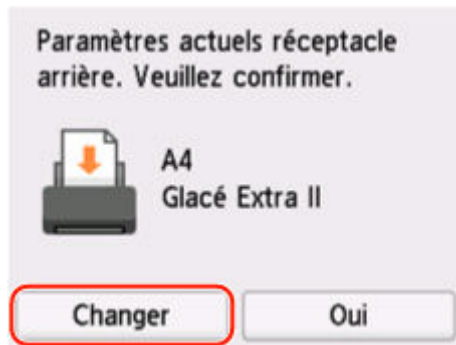 Paramètres actuels réceptacle
arrière. Veuillez confirmer.
A4
Glacé Extra II
Changer
Oui